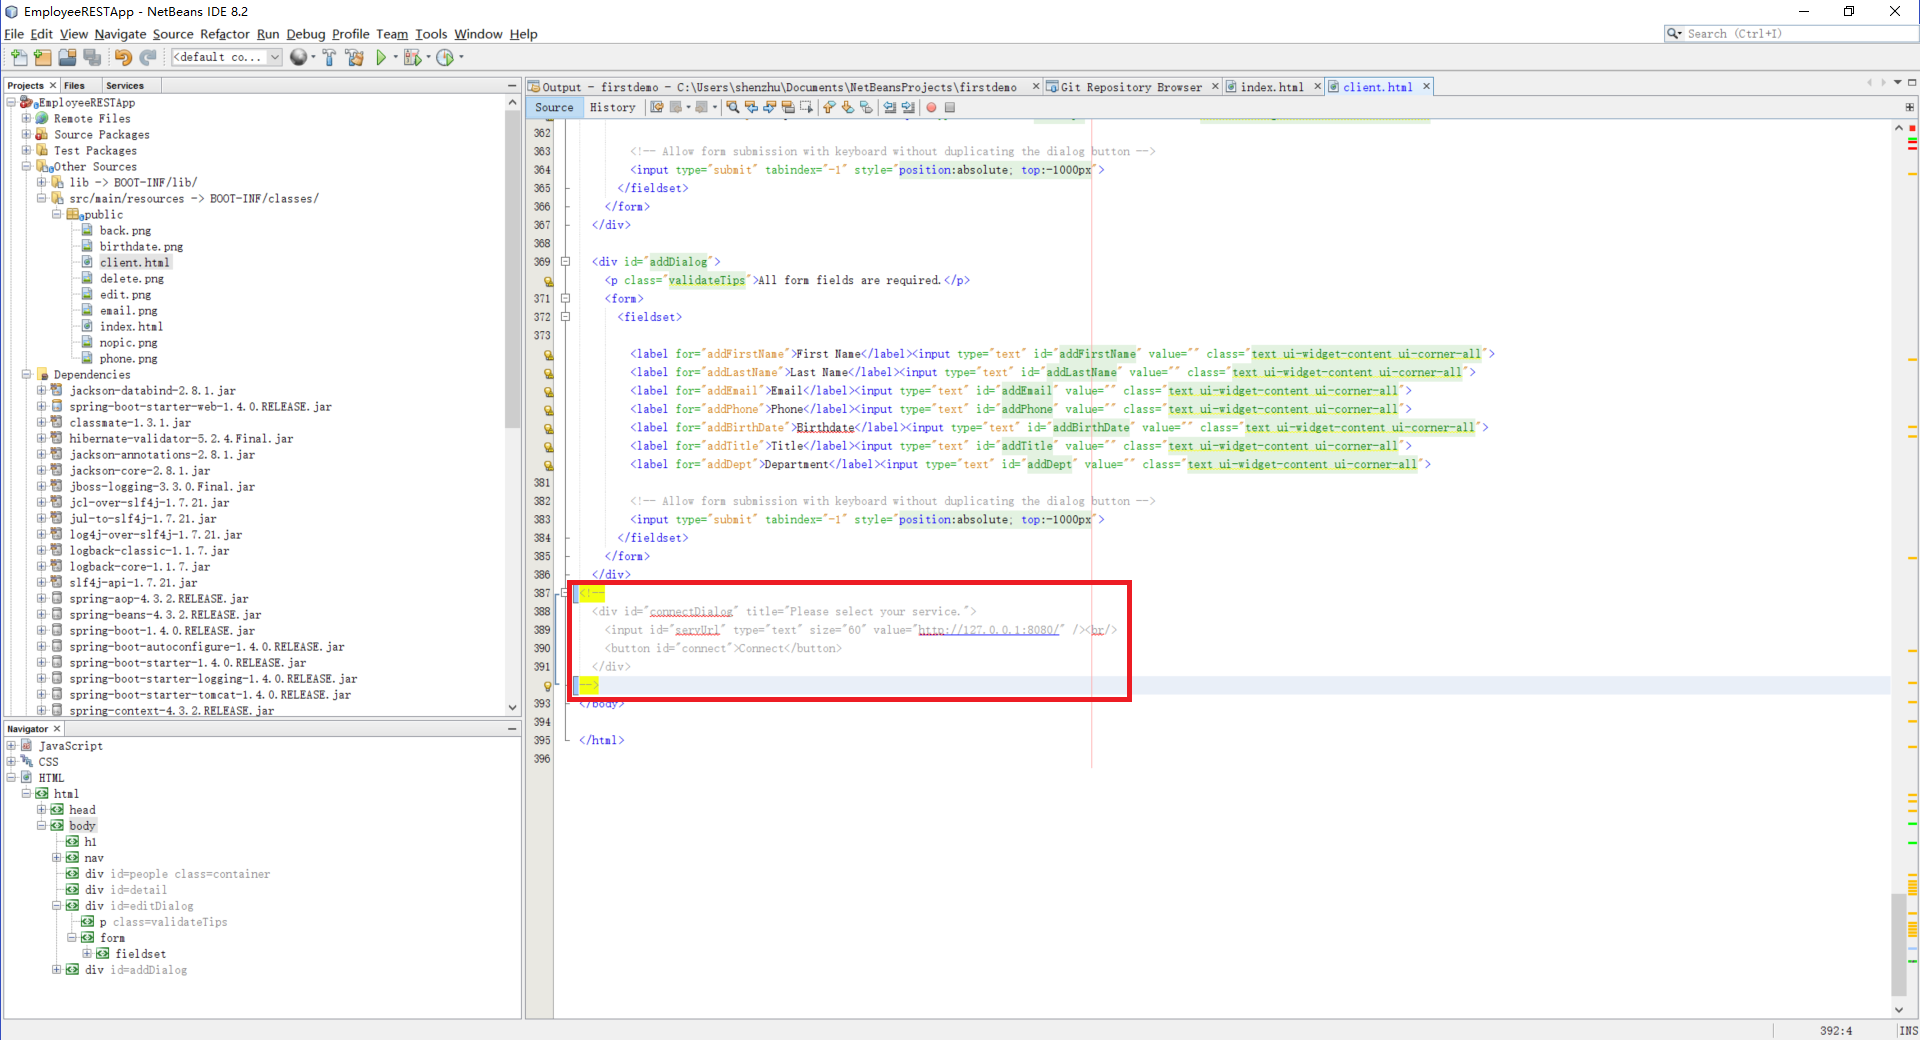 EmployeeRESTApp - NetBeans IDE 8.2
File Edit View Navigate Source Refactor Run Debug Profile Team Tools Window Help
Search (Ctrl+I)
<default co...
Projects Files Services
EmployeeRESTApp
Remote Files
Source Packages
Test Packages
Other Sources
lib -> BOOT-INF/lib/
src/main/resources -> BOOT-INF/classes/
public
back.png
birthdate.png
client.html
delete.png
edit.png
email.png
index.html
nopic.png
phone.png
Dependencies
jackson-databind-2.8.1.jar
spring-boot-starter-web-1.4.0.RELEASE.jar
classmate-1.3.1.jar
hibernate-validator-5.2.4.Final.jar
jackson-annotations-2.8.1.jar
jackson-core-2.8.1.jar
jboss-logging-3.3.0.Final.jar
jcl-over-slf4j-1.7.21.jar
jul-to-slf4j-1.7.21.jar
log4j-over-slf4j-1.7.21.jar
logback-classic-1.1.7.jar
logback-core-1.1.7.jar
slf4j-api-1.7.21.jar
spring-aop-4.3.2.RELEASE.jar
spring-beans-4.3.2.RELEASE.jar
spring-boot-1.4.0.RELEASE.jar
spring-boot-autoconfigure-1.4.0.RELEASE.jar
spring-boot-starter-1.4.0.RELEASE.jar
spring-boot-starter-logging-1.4.0.RELEASE.jar
spring-boot-starter-tomcat-1.4.0.RELEASE.jar
spring-context-4.3.2.RELEASE.jar
Navigator
JavaScript
CSS
HTML
html
head
body
h1
nav
div id=people class=container
div id=detail
div id=editDialog
p class=validateTips
form
fieldset
div id=addDialog
Output - firstdemo - C:\Users\shenzhu\Documents\NetBeansProjects\firstdemo Git Repository Browser index.html client.html
Source History
362
363 <!-- Allow form submission with keyboard without duplicating the dialog button -->
364 <input type="submit" tabindex="-1" style="position:absolute; top:-1000px">
365 </fieldset>
366 </form>
367 </div>
368
369 <div id="addDialog">
<p class="validateTips">All form fields are required.</p>
371 <form>
372 <fieldset>
373
<label for="addFirstName">First Name</label><input type="text" id="addFirstName" value="" class="text ui-widget-content ui-corner-all">
<label for="addLastName">Last Name</label><input type="text" id="addLastName" value="" class="text ui-widget-content ui-corner-all">
<label for="addEmail">Email</label><input type="text" id="addEmail" value="" class="text ui-widget-content ui-corner-all">
<label for="addPhone">Phone</label><input type="text" id="addPhone" value="" class="text ui-widget-content ui-corner-all">
<label for="addBirthDate">Birthdate</label><input type="text" id="addBirthDate" value="" class="text ui-widget-content ui-corner-all">
<label for="addTitle">Title</label><input type="text" id="addTitle" value="" class="text ui-widget-content ui-corner-all">
<label for="addDept">Department</label><input type="text" id="addDept" value="" class="text ui-widget-content ui-corner-all">
381
382 <!-- Allow form submission with keyboard without duplicating the dialog button -->
383 <input type="submit" tabindex="-1" style="position:absolute; top:-1000px">
384 </fieldset>
385 </form>
386 </div>
387 <!--
388 <div id="connectDialog" title="Please select your service.">
389 <input id="servUrl" type="text" size="60" value="http://127.0.0.1:8080/" /><br/>
390 <button id="connect">Connect</button>
391 </div>
-->
393 </body>
394
395 </html>
396
392:4 INS